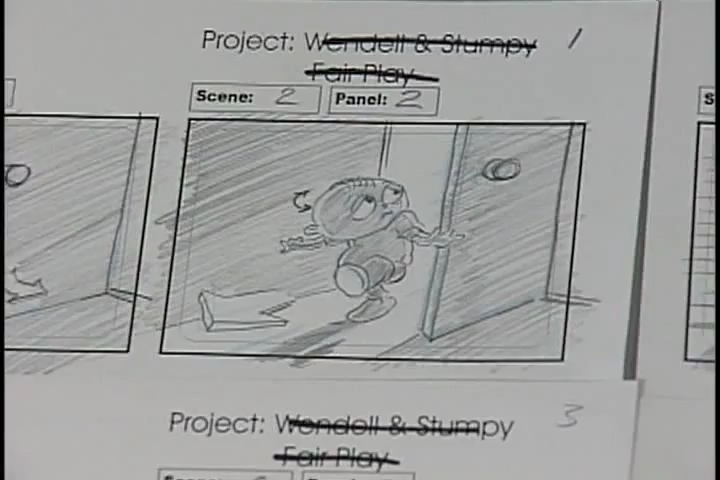 Project: Wendell & Stumpy
1
Fair Play
Scene: 2
Panel: 2
S
Project: Wendell & Stumpy
3
Fair Play